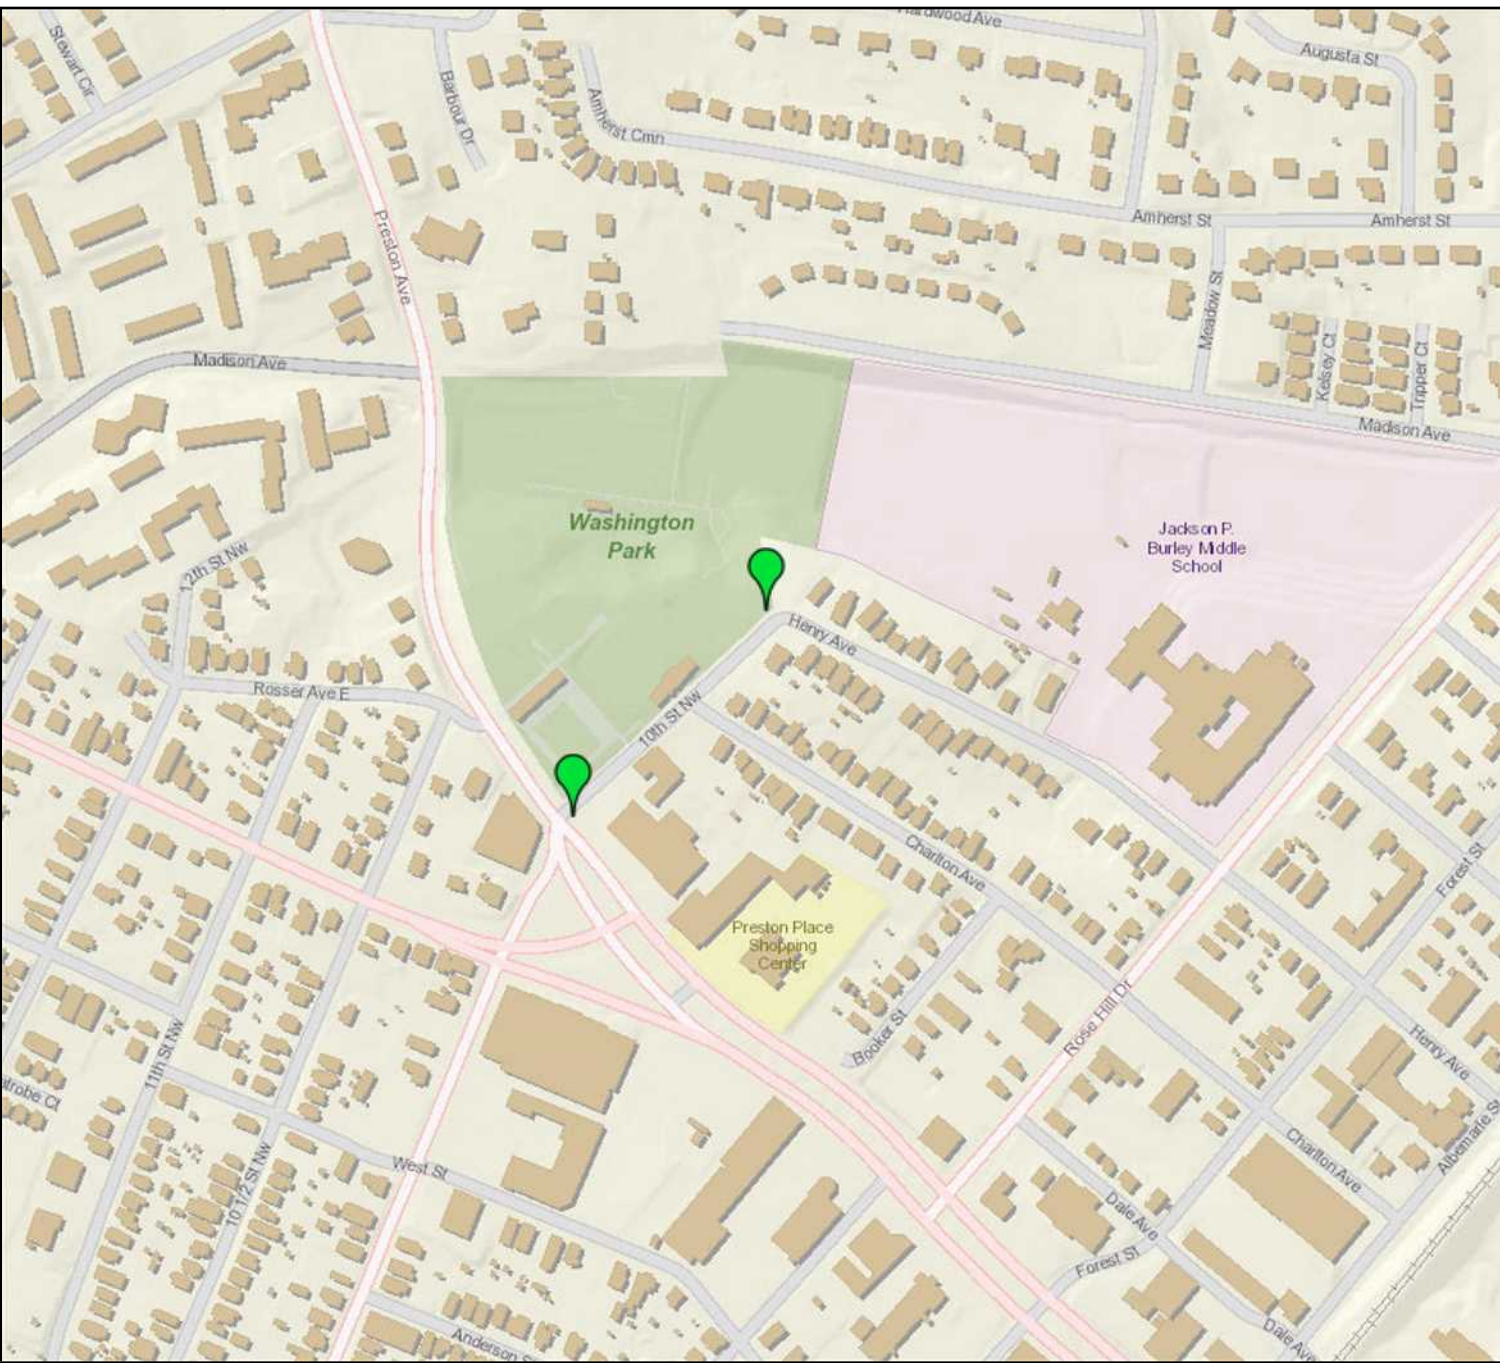 Hardwood Ave
Stewart Cir
Augusta St
Barbour Dr
Amherst Cmn
Amherst St
Amherst St
Preston Ave
Meadow St
Madison Ave
Kelsey Ct
Tripper Ct
Madison Ave
Washington
Park
Jackson P.
Burley Middle
School
12th St Nw
Henry Ave
Rosser Ave E
10th St Nw
Charlton Ave
Forest St
Preston Place
Shopping
Center
Rose Hill Dr
Booker St
11th St Nw
Henry Ave
Albemarle St
10 1/2 St Nw
West St
Charlton Ave
Dale Ave
Forest St
Anderson S
Dale Ave